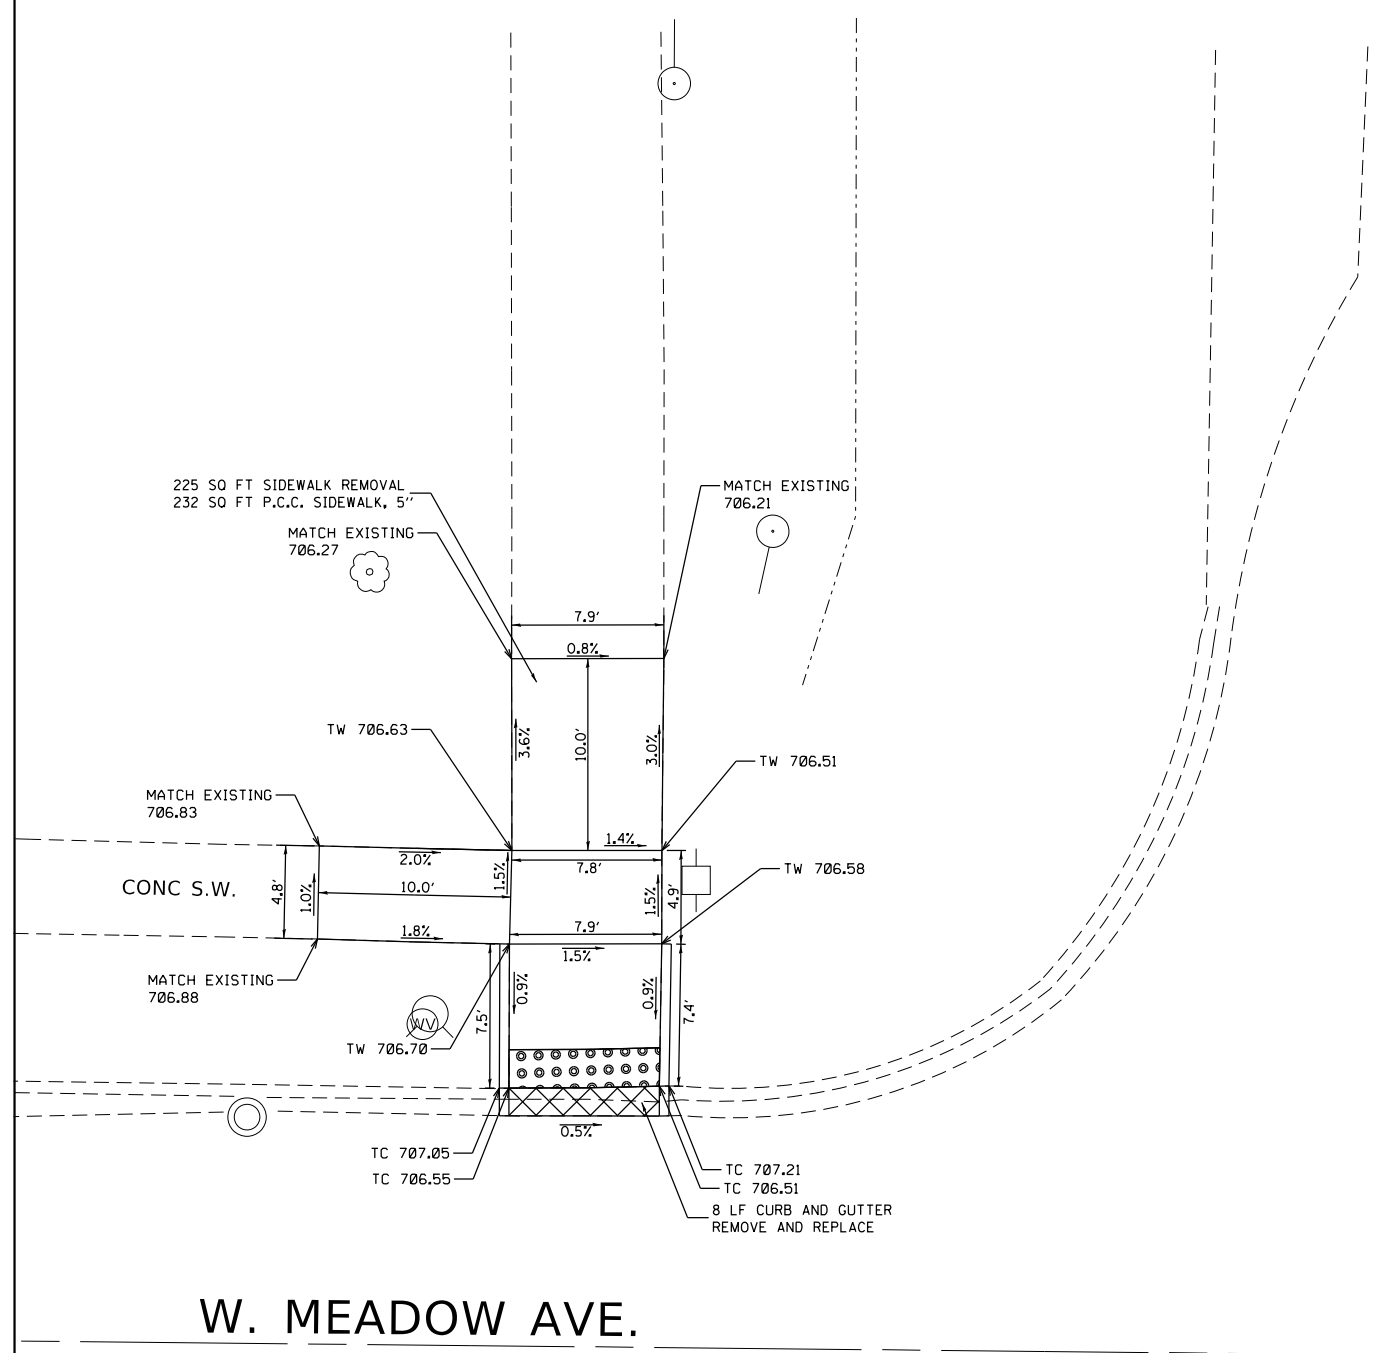 225 SQ FT SIDEWALK REMOVAL
232 SQ FT P.C.C. SIDEWALK, 5"
MATCH EXISTING
706.27
MATCH EXISTING
706.21
7.9'
0.8%
TW 706.63
3.6%
10.0'
3.0%
TW 706.51
MATCH EXISTING
706.83
1.4%
2.0%
1.5%
7.8'
TW 706.58
CONC S.W.
4.8'
1.0%
10.0'
1.5%
4.9'
1.8%
7.9'
1.5%
MATCH EXISTING
706.88
0.9%
0.9%
WV
7.5'
7.4'
TW 706.70
0.5%
TC 707.05
TC 706.55
TC 707.21
TC 706.51
8 LF CURB AND GUTTER
REMOVE AND REPLACE
W. MEADOW AVE.